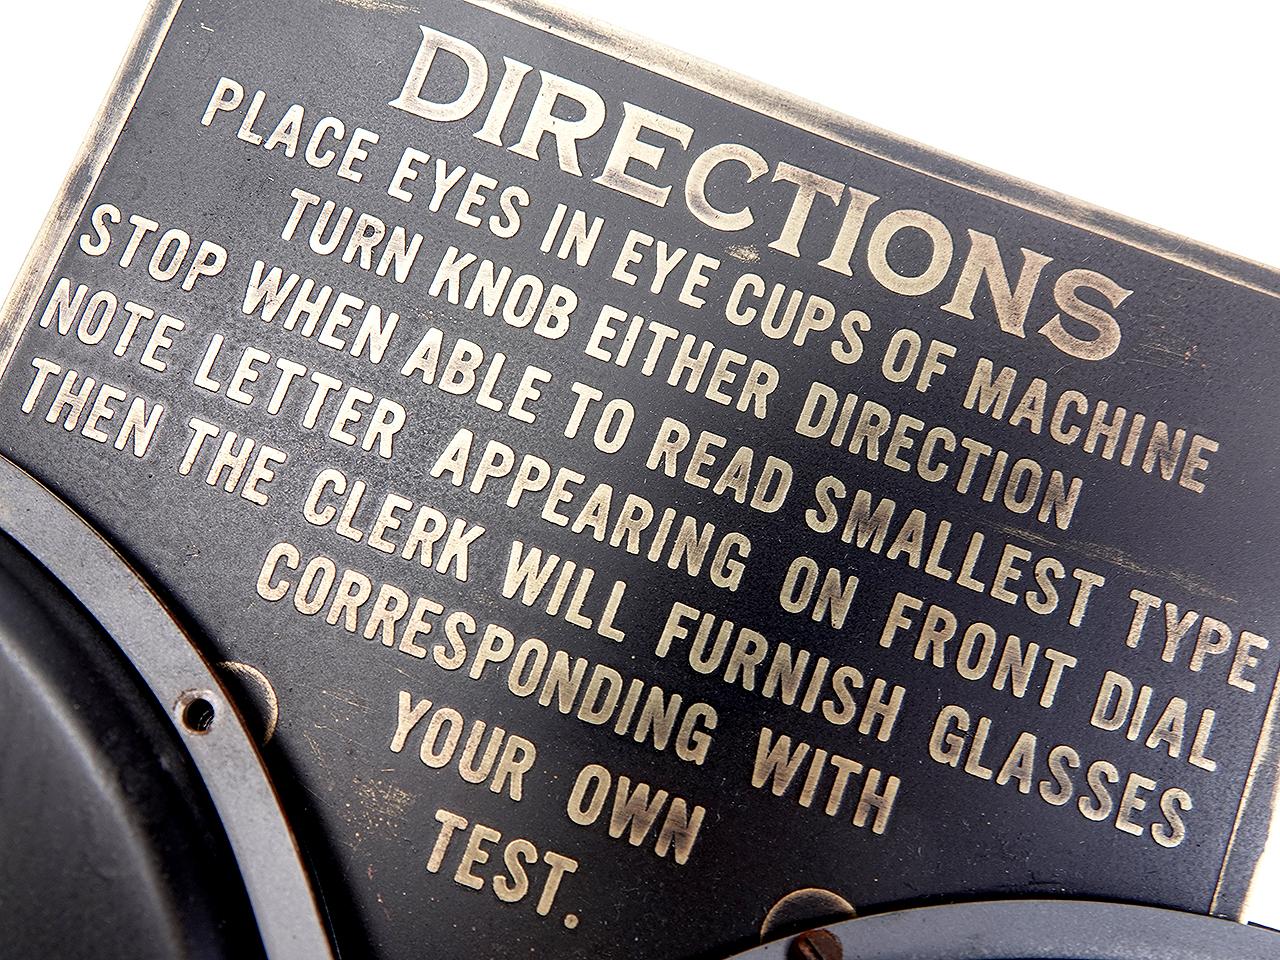 DIRECTIONS
PLACE EYES IN EYE CUPS OF MACHINE
TURN KNOB EITHER DIRECTION
STOP WHEN ABLE TO READ SMALLEST TYPE
NOTE LETTER APPEARING ON FRONT DIAL
THEN THE CLERK WILL FURNISH GLASSES
CORRESPONDING WITH
YOUR OWN
TEST.